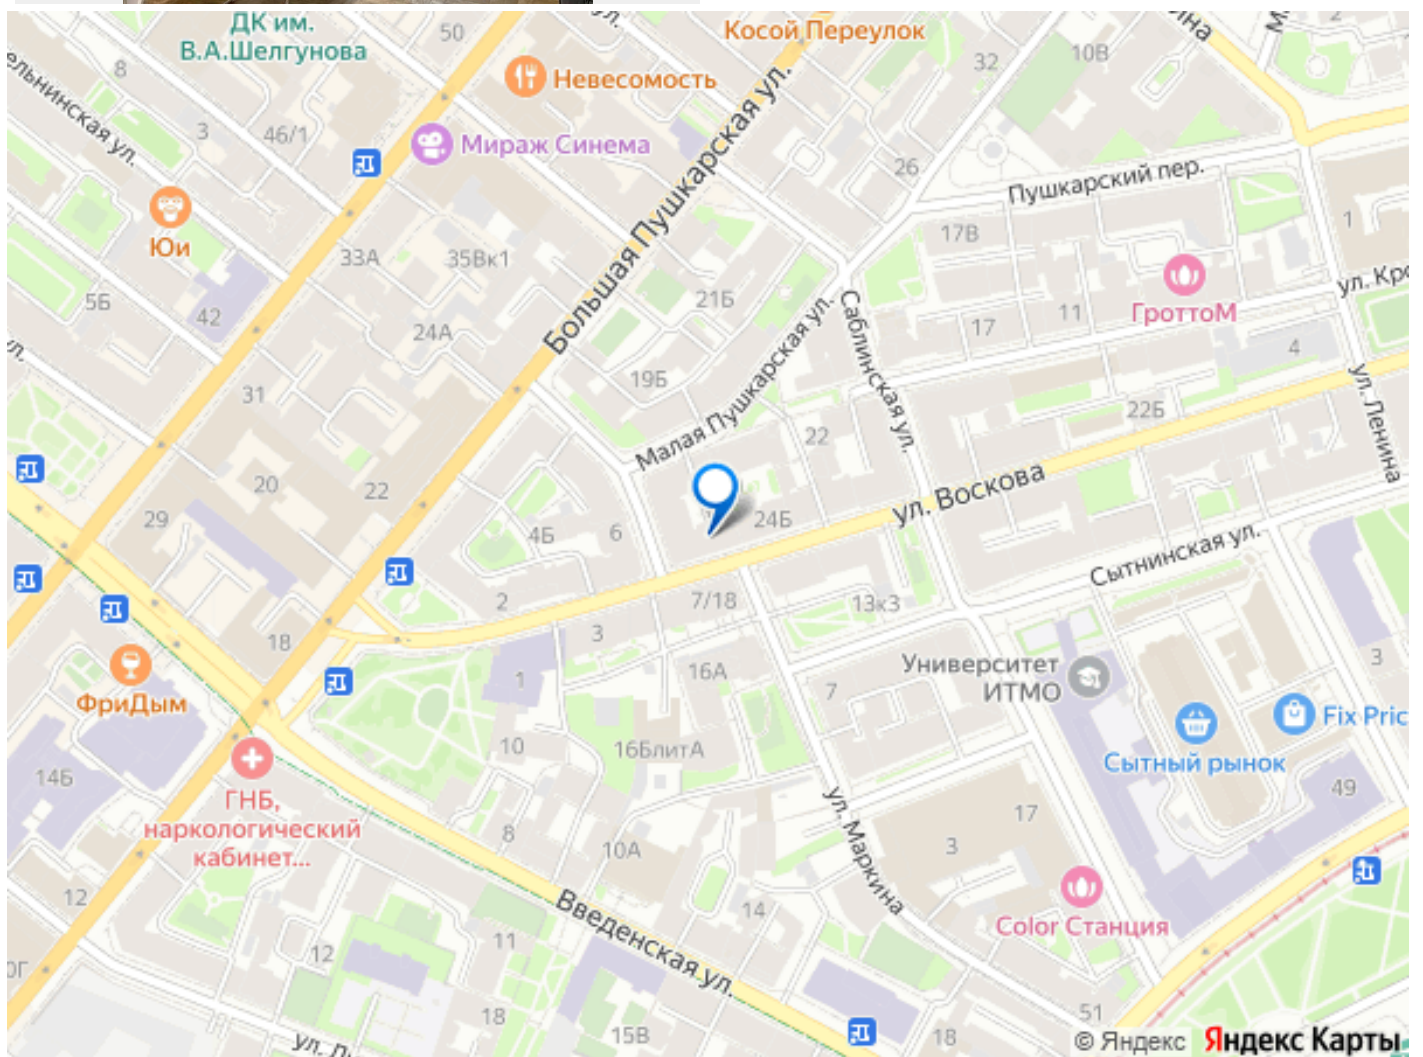 ДК им.
В.А.Шелгунова
50
Косой Переулок
10В
2
32
Невесомость
8
3
46/1
Мираж Синема
Большая Пушкарская ул.
26
Пушкарский пер.
1
17В
Юи
33А
35Вк1
5Б
42
24А
21Б
Саблинская ул.
ГроттоМ
11
17
4
19Б
Малая Пушкарская ул.
22
22Б
ул. Ленина
31
20
22
29
4Б
6
24Б
ул. Воскова
Сытнинская ул.
2
7/18
13к3
18
3
16А
1
7
Университет
ИТМО
3
ФриДым
Fix Pric
Сытный рынок
10
16БлитА
14Б
ГНБ,
наркологический
кабинет...
49
17
8
10А
3
ул. Маркина
12
Color Станция
14
Введенская ул.
11
12
18
15В
18
51
© Яндекс Яндекс Карты